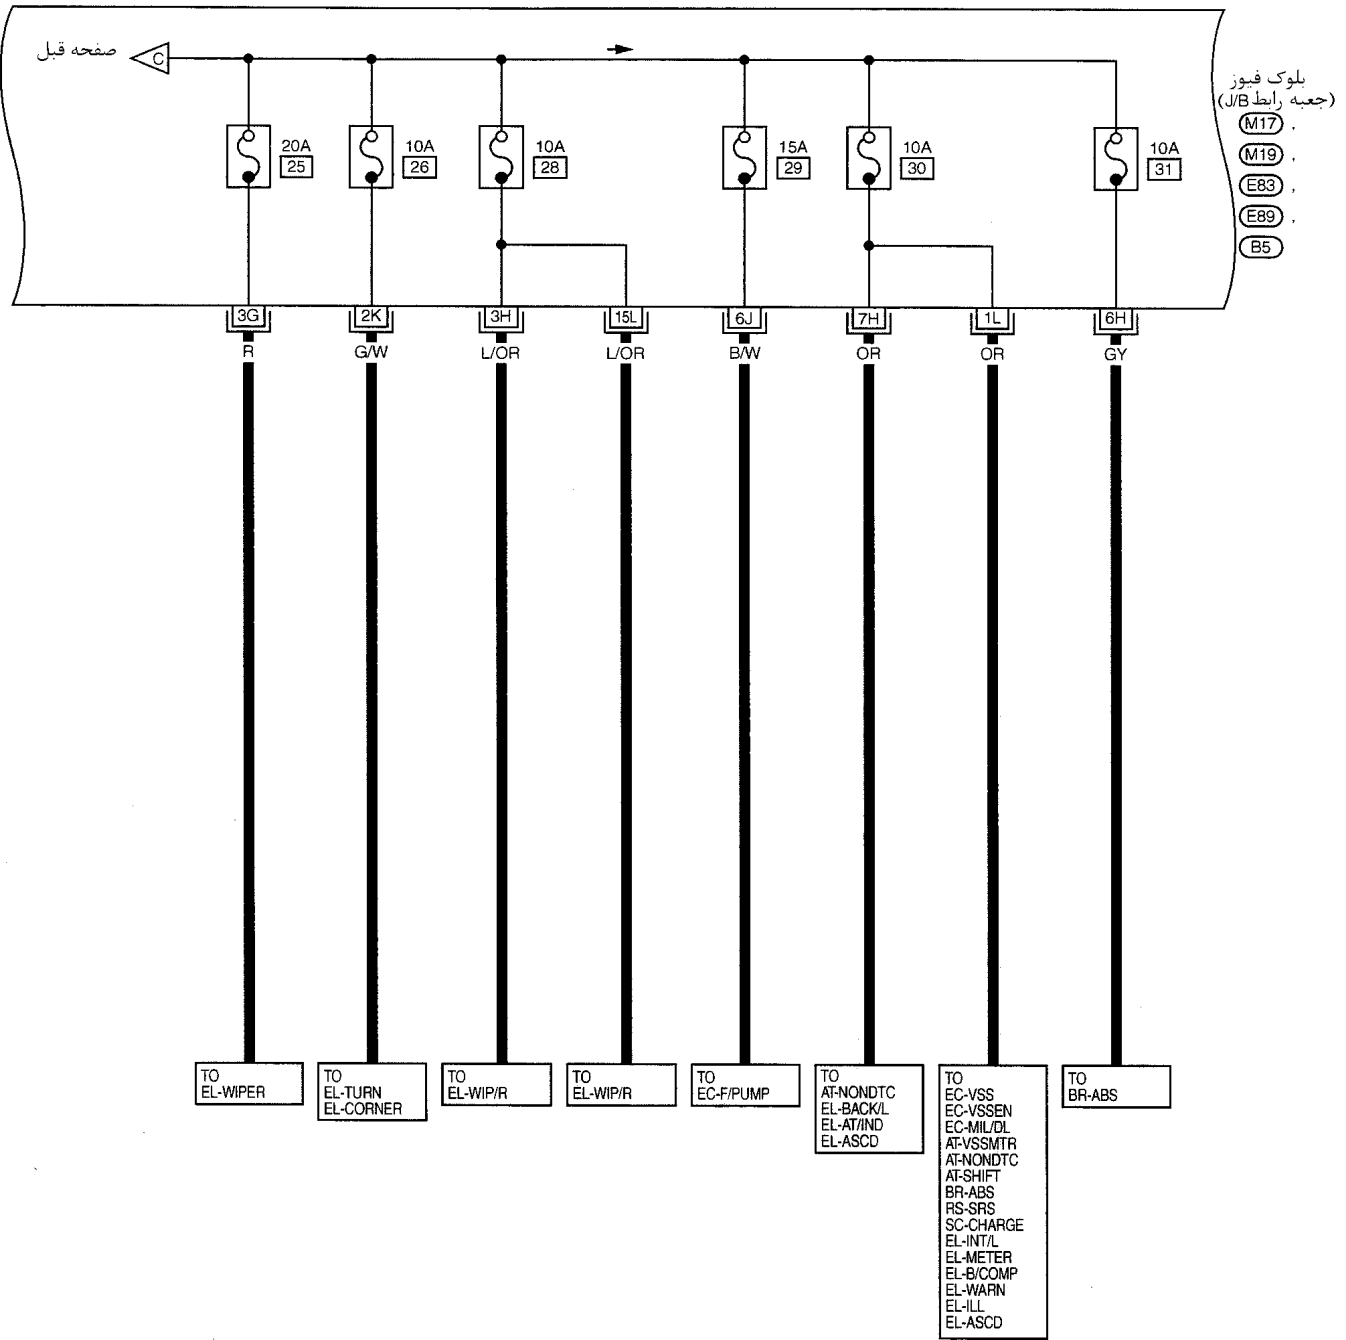 صفحه قبل
C
بلوک فیوز
(جعبه رابط J/B)
M17 ,
M19 ,
E83 ,
E89 ,
B5
20A
25
10A
26
10A
28
15A
29
10A
30
10A
31
3G
2K
3H
15L
6J
7H
1L
6H
R
G/W
L/OR
L/OR
B/W
OR
OR
GY
TO
EL-WIPER
TO
EL-TURN
EL-CORNER
TO
EL-WIP/R
TO
EL-WIP/R
TO
EC-F/PUMP
TO
AT-NONDTC
EL-BACK/L
EL-AT/IND
EL-ASCD
TO
EC-VSS
EC-VSSEN
EC-MIL/DL
AT-VSSMTR
AT-NONDTC
AT-SHIFT
BR-ABS
RS-SRS
SC-CHARGE
EL-INT/L
EL-METER
EL-B/COMP
EL-WARN
EL-ILL
EL-ASCD
TO
BR-ABS